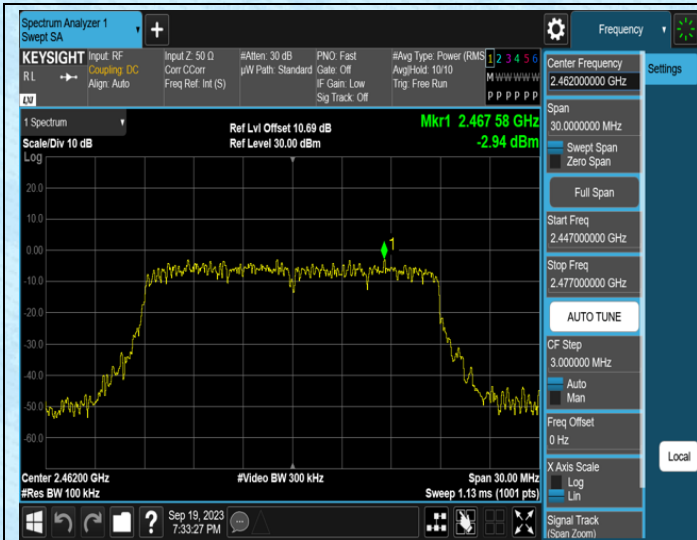 Spectrum Analyzer 1
Swept SA
+
Frequency
KEYSIGHT
Input: RF
Coupling: DC
Align: Auto
Input Z: 50 Ω
Corr CCorr
Freq Ref: Int (S)
#Atten: 30 dB
µW Path: Standard
PNO: Fast
Gate: Off
IF Gain: Low
Sig Track: Off
#Avg Type: Power (RMS
Avg|Hold: 10/10
Trig: Free Run
1 2 3 4 5 6
M W W W W W
P P P P P P
R L
LXI
Center Frequency
2.462000000 GHz
Settings
1 Spectrum
Scale/Div 10 dB
Log
Ref Lvl Offset 10.69 dB
Ref Level 30.00 dBm
Mkr1 2.467 58 GHz
-2.94 dBm
Span
30.0000000 MHz
Swept Span
Zero Span
Full Span
Start Freq
2.447000000 GHz
Stop Freq
2.477000000 GHz
AUTO TUNE
CF Step
3.000000 MHz
Auto
Man
Freq Offset
0 Hz
X Axis Scale
Log
Lin
Local
Signal Track
(Span Zoom)
20.0
10.0
0.00
1
-10.0
-20.0
-30.0
-40.0
-50.0
-60.0
Center 2.46200 GHz
#Res BW 100 kHz
#Video BW 300 kHz
Span 30.00 MHz
Sweep 1.13 ms (1001 pts)
?
Sep 19, 2023
7:33:27 PM